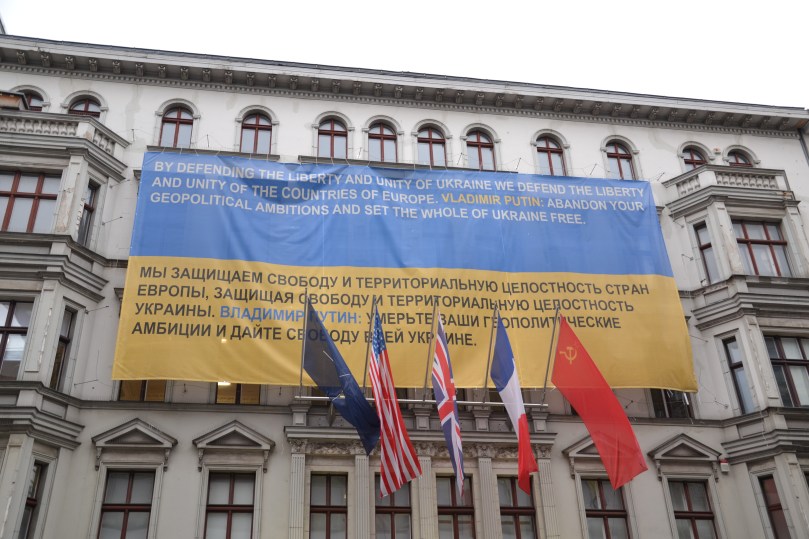 BY DEFENDING THE LIBERTY AND UNITY OF UKRAINE WE DEFEND THE LIBERTY
AND UNITY OF THE COUNTRIES OF EUROPE. VLADIMIR PUTIN: ABANDON YOUR
GEOPOLITICAL AMBITIONS AND SET THE WHOLE OF UKRAINE FREE.
МЫ ЗАЩИЩАЕМ СВОБОДУ И ТЕРРИТОРИАЛЬНУЮ ЦЕЛОСТНОСТЬ СТРАН
ЕВРОПЫ, ЗАЩИЩАЯ СВОБОДУ И ТЕРРИТОРИАЛЬНУЮ ЦЕЛОСТНОСТЬ
УКРАИНЫ. ВЛАДИМИР ПУТИН: УМЕРЬТЕ ВАШИ ГЕОПОЛИТИЧЕСКИЕ
АМБИЦИИ И ДАЙТЕ СВОБОДУ ВСЕЙ УКРАИНЕ.